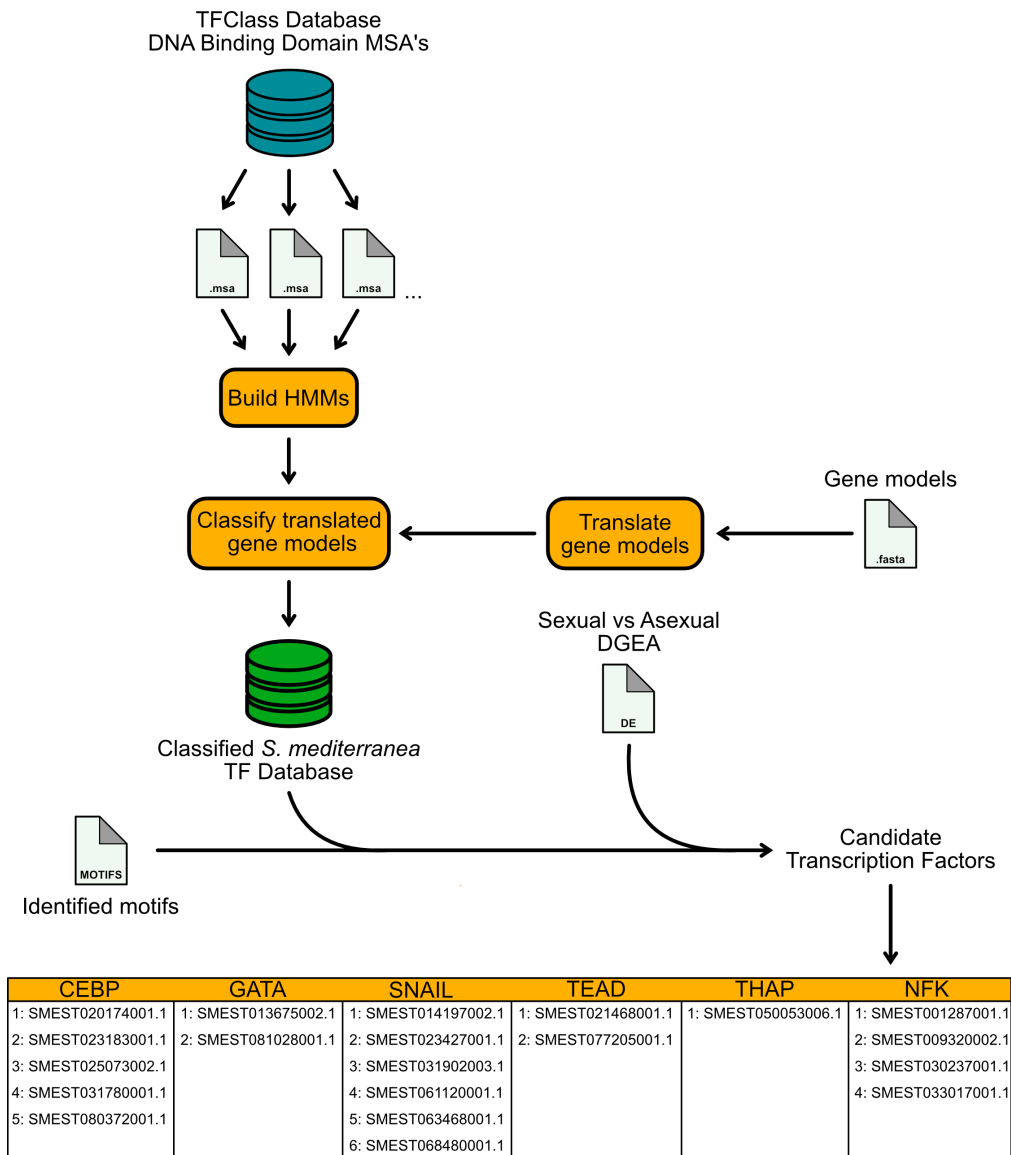 TFClass Database
DNA Binding Domain MSA's
.msa
.msa
.msa
...
Build HMMs
Gene models
Classify translated
gene models
Translate
gene models
.fasta
Sexual vs Asexual
DGEA
DE
Classified S. mediterranea
TF Database
MOTIFS
Identified motifs
Candidate
Transcription Factors
CEBP GATA SNAIL TEAD THAP NFK
1: SMEST020174001.1 1: SMEST013675002.1 1: SMEST014197002.1 1: SMEST021468001.1 1: SMEST050053006.1 1: SMEST001287001.1
2: SMEST023183001.1 2: SMEST081028001.1 2: SMEST023427001.1 2: SMEST077205001.1 2: SMEST009320002.1
3: SMEST025073002.1 3: SMEST031902003.1 3: SMEST030237001.1
4: SMEST031780001.1 4: SMEST061120001.1 4: SMEST033017001.1
5: SMEST080372001.1 5: SMEST063468001.1
6: SMEST068480001.1